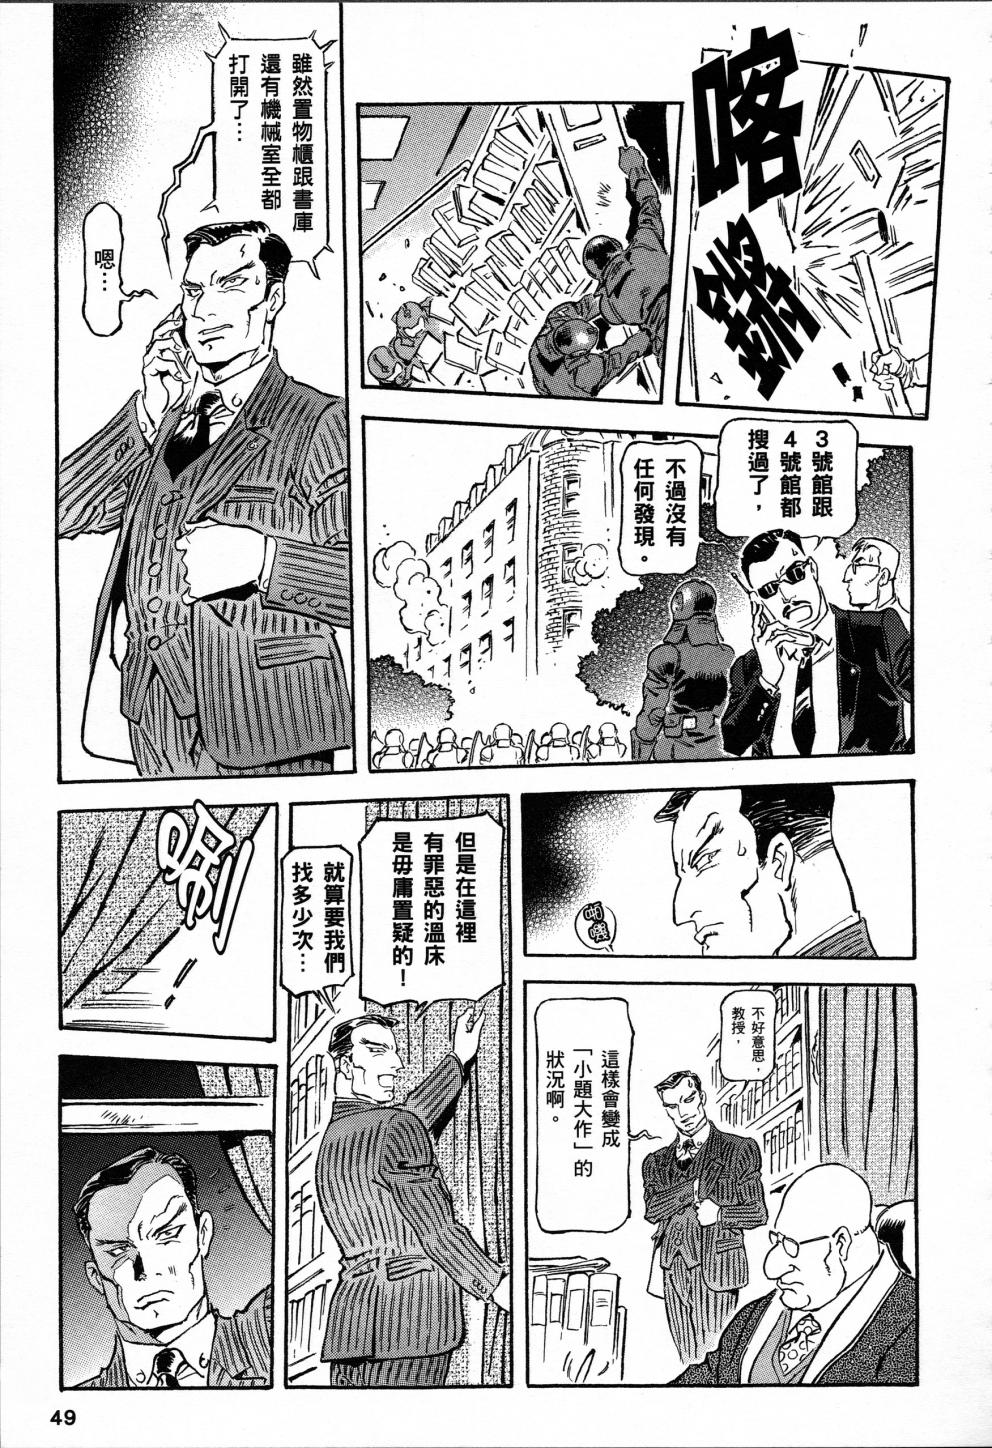 喀鏘
3號館跟
4號館都
搜過了，
不過沒有
任何發現。
雖然置物櫃跟書庫
還有機械室全都
打開了…
嗯…
啪嘰
不好意思，
教授，
這樣會變成
「小題大作」的
狀況啊。
但是在這裡
有罪惡的溫床
是毋庸置疑的！
就算要我們
找多少次…
唰
49